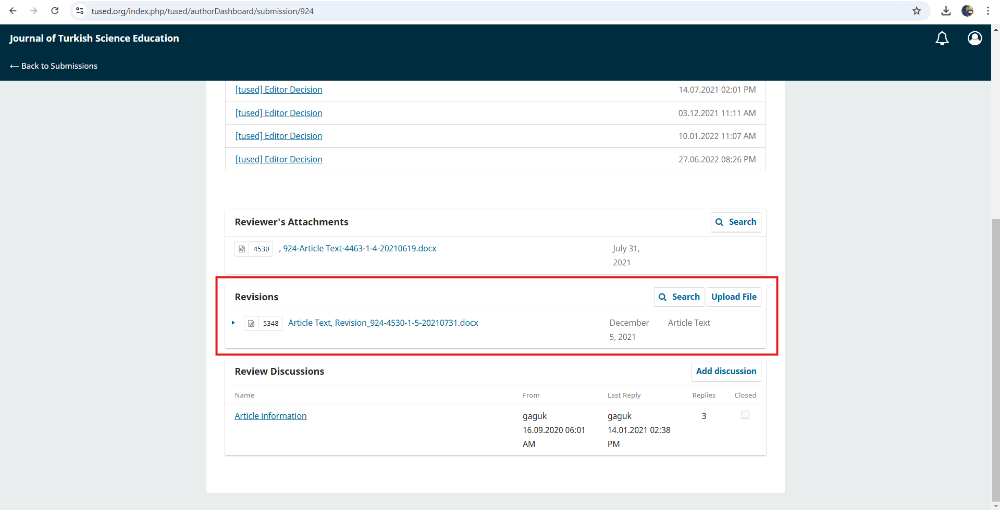 tused.org/index.php/tused/authorDashboard/submission/924
Journal of Turkish Science Education
← Back to Submissions
[tused] Editor Decision 14.07.2021 02:01 PM
[tused] Editor Decision 03.12.2021 11:11 AM
[tused] Editor Decision 10.01.2022 11:07 AM
[tused] Editor Decision 27.06.2022 08:26 PM
Reviewer's Attachments Search
4530 , 924-Article Text-4463-1-4-20210619.docx July 31,
2021
Revisions Search Upload File
5348 Article Text, Revision_924-4530-1-5-20210731.docx December Article Text
5, 2021
Review Discussions Add discussion
Name From Last Reply Replies Closed
Article information gaguk gaguk 3
16.09.2020 06:01 14.01.2021 02:38
AM PM